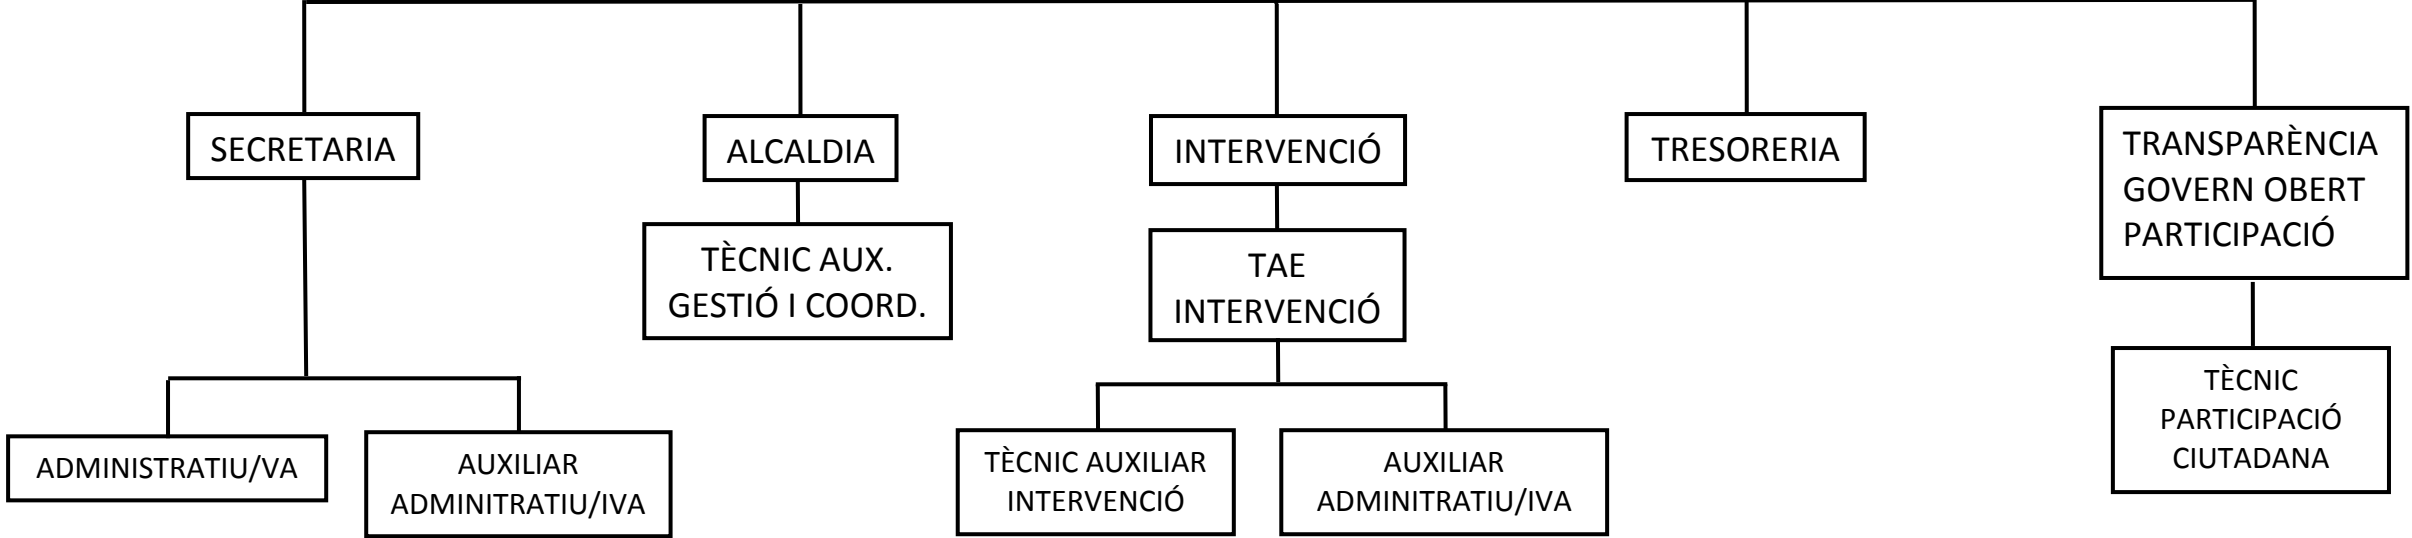 SECRETARIA
ALCALDIA
INTERVENCIÓ
TRESORERIA
TRANSPARÈNCIA
GOVERN OBERT
PARTICIPACIÓ
TÈCNIC AUX.
GESTIÓ I COORD.
TAE
INTERVENCIÓ
TÈCNIC
PARTICIPACIÓ
CIUTADANA
ADMINISTRATIU/VA
AUXILIAR
ADMINITRATIU/IVA
TÈCNIC AUXILIAR
INTERVENCIÓ
AUXILIAR
ADMINITRATIU/IVA